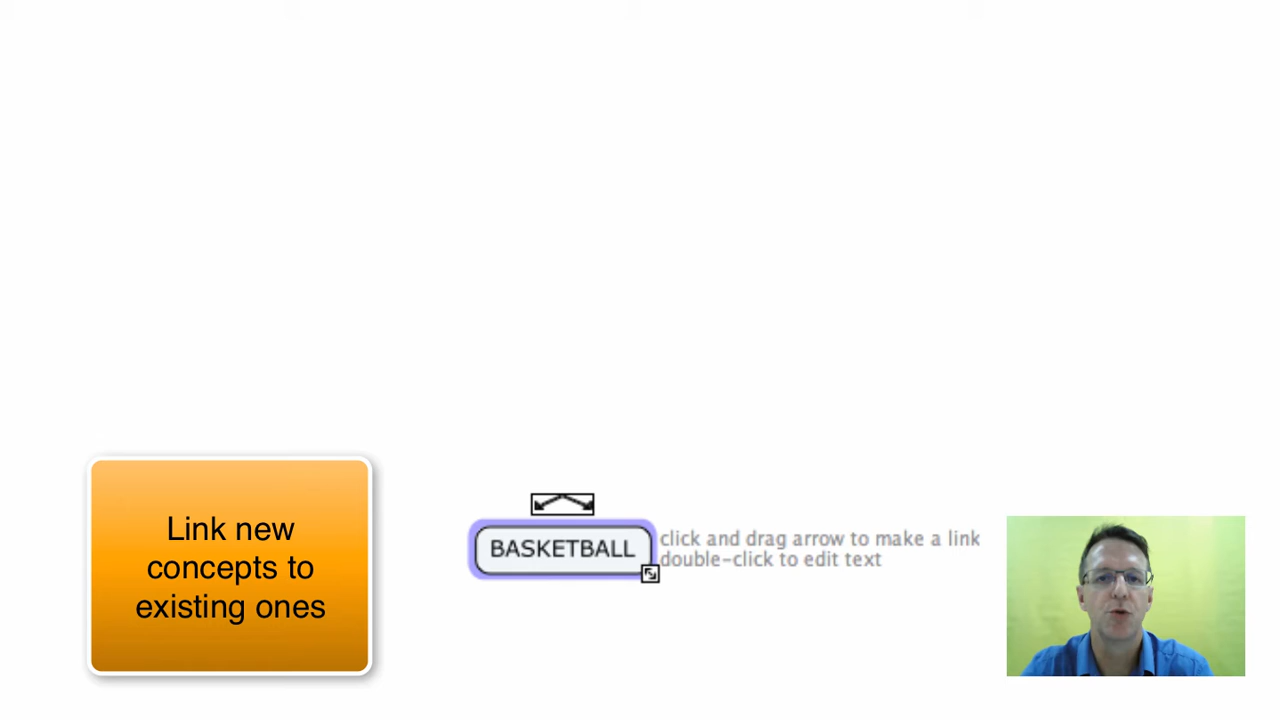 Link new
concepts to
existing ones
BASKETBALL
click and drag arrow to make a link
double-click to edit text